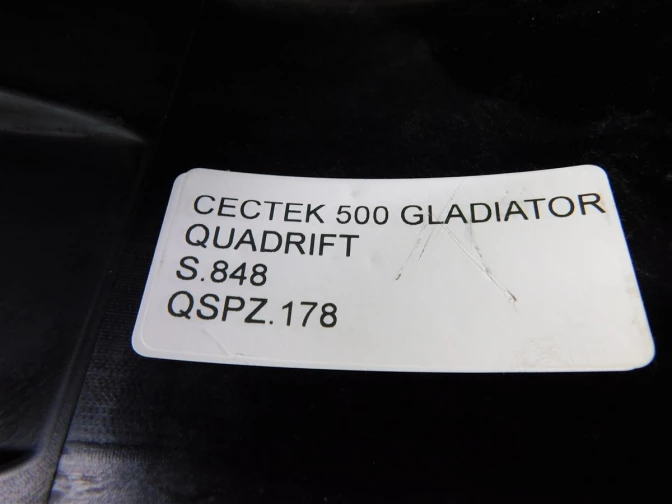 CECTEK 500 GLADIATOR
QUADRIFT
S.848
QSPZ.178